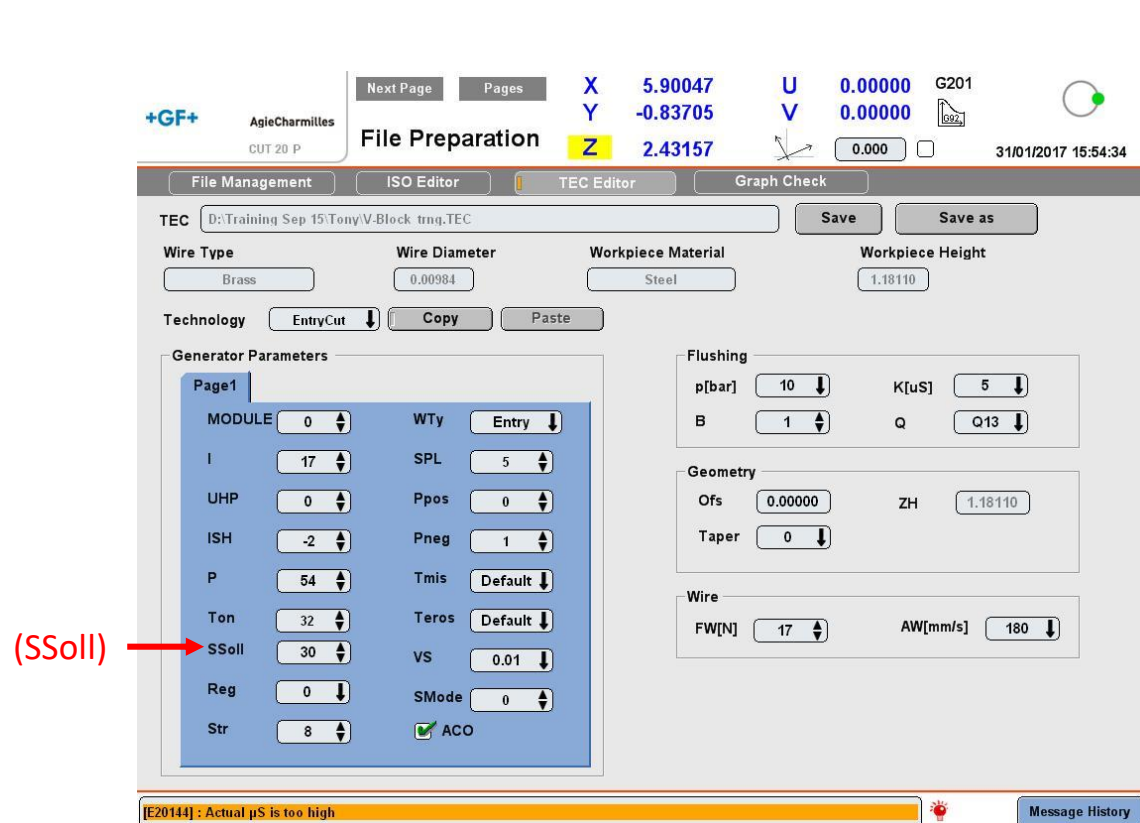 Next Page Pages X 5.90047 U 0.00000 G201
+GF+ AgieCharmilles Y -0.83705 V 0.00000 G92
CUT 20 P File Preparation Z 2.43157 0.000 31/01/2017 15:54:34
File Management ISO Editor TEC Editor Graph Check
TEC D:\Training Sep 15\Tony\V-Block trng.TEC Save Save as
Wire Type Wire Diameter Workpiece Material Workpiece Height
Brass 0.00984 Steel 1.18110
Technology EntryCut Copy Paste
Generator Parameters
Page1
MODULE 0 WTy Entry
I 17 SPL 5
UHP 0 Ppos 0
ISH -2 Pneg 1
P 54 Tmis Default
Ton 32 Teros Default
(SSoll) SSoll 30 VS 0.01
Reg 0 SMode 0
Str 8 ACO
Flushing
p[bar] 10 K[uS] 5
B 1 Q Q13
Geometry
Ofs 0.00000 ZH 1.18110
Taper 0
Wire
FW[N] 17 AW[mm/s] 180
[E20144] : Actual µS is too high Message History